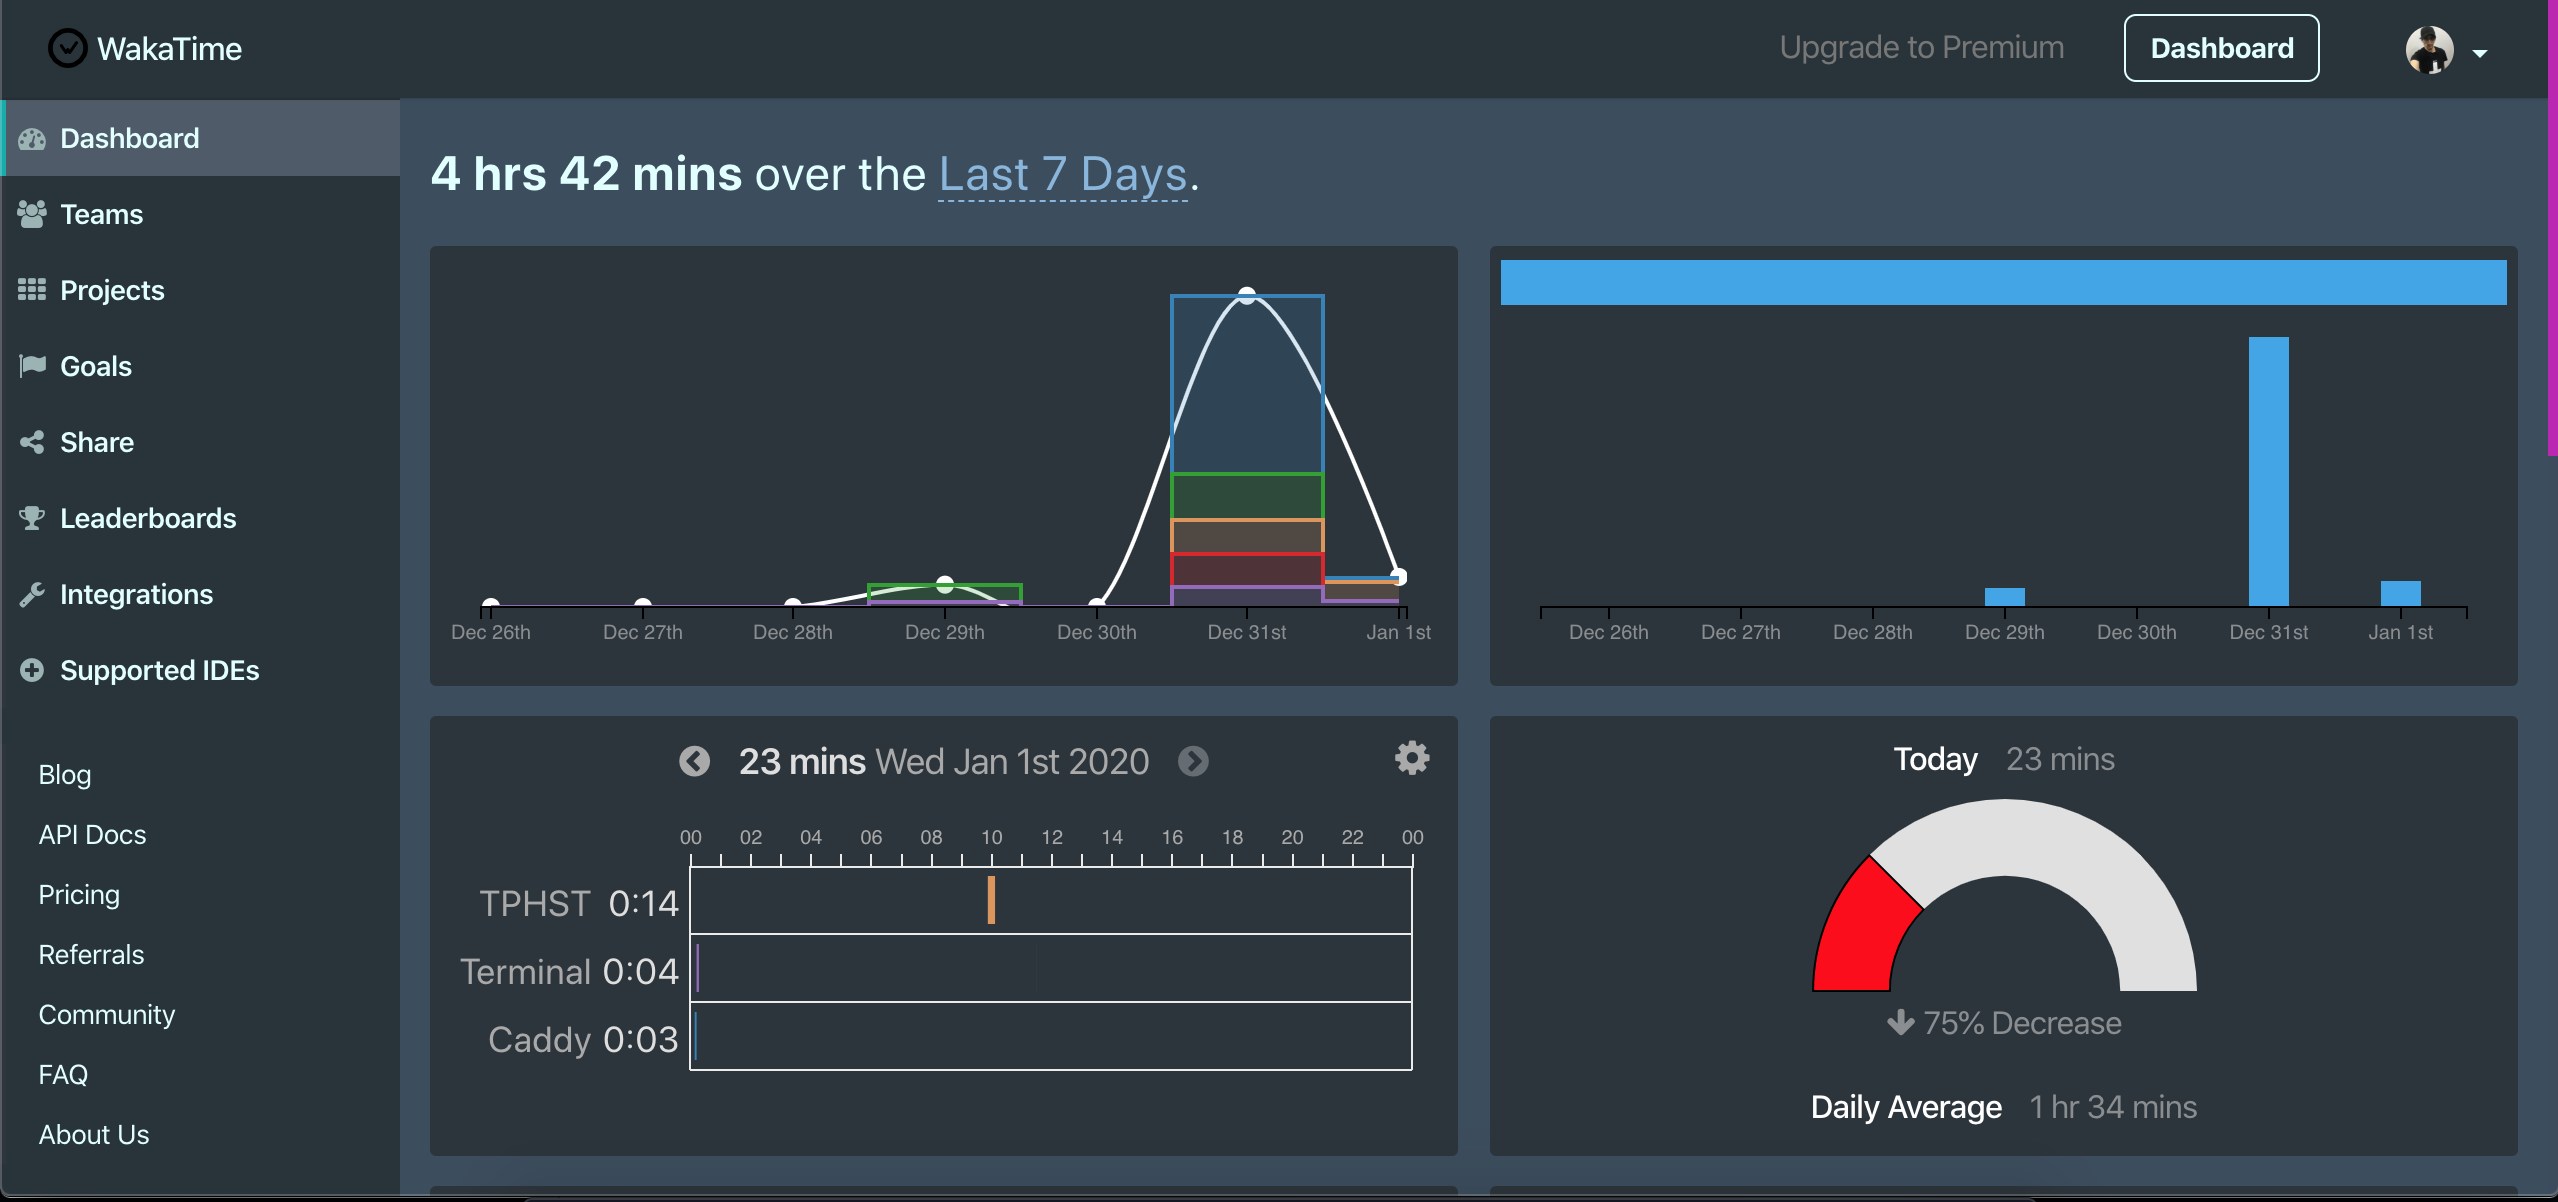 WakaTime
Upgrade to Premium
Dashboard
Dashboard
Teams
Projects
Goals
Share
Leaderboards
Integrations
Supported IDEs
Blog
API Docs
Pricing
Referrals
Community
FAQ
About Us
4 hrs 42 mins over the Last 7 Days.
Dec 26th Dec 27th Dec 28th Dec 29th Dec 30th Dec 31st Jan 1st
Dec 26th Dec 27th Dec 28th Dec 29th Dec 30th Dec 31st Jan 1st
23 mins Wed Jan 1st 2020
00 02 04 06 08 10 12 14 16 18 20 22 00
TPHST 0:14
Terminal 0:04
Caddy 0:03
Today 23 mins
75% Decrease
Daily Average 1 hr 34 mins